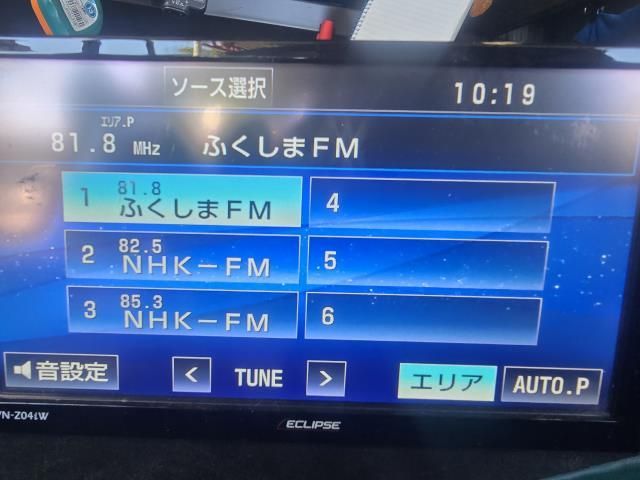 ソース選択
10:19
エリア.P
81.8 MHz ふくしまFM
1 81.8 ふくしまFM
4
2 82.5 NHK-FM
5
3 85.3 NHK-FM
6
音設定
< TUNE >
エリア
AUTO.P
VN-Z04iW
ECLIPSE